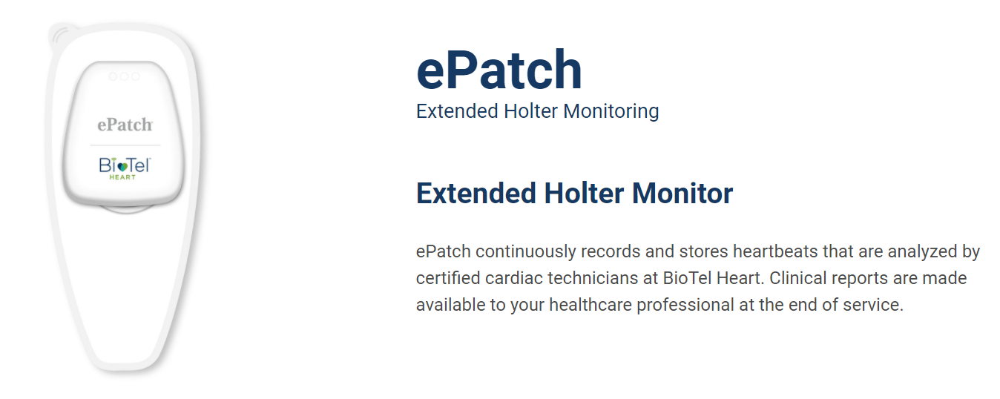 ePatch
BioTel
HEART
ePatch
Extended Holter Monitoring
Extended Holter Monitor
ePatch continuously records and stores heartbeats that are analyzed by
certified cardiac technicians at BioTel Heart. Clinical reports are made
available to your healthcare professional at the end of service.